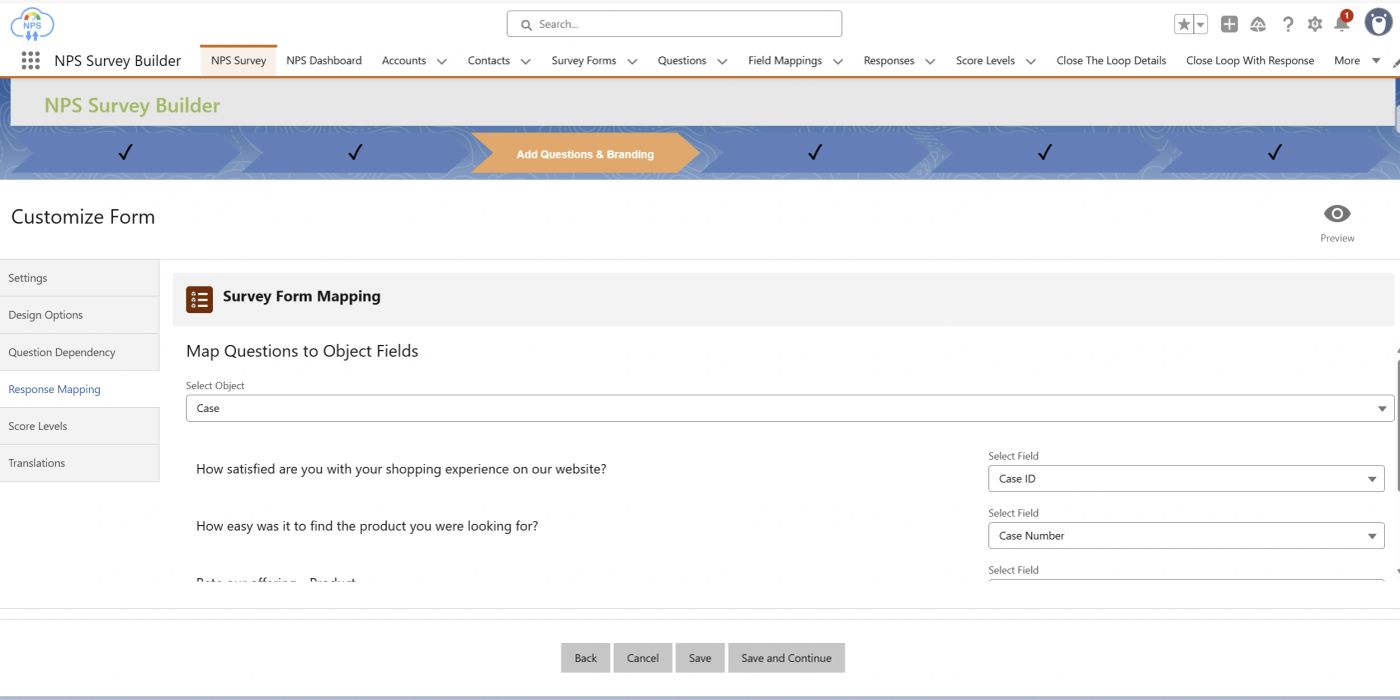 NPS
Search...
1
NPS Survey Builder
NPS Survey
NPS Dashboard
Accounts
Contacts
Survey Forms
Questions
Field Mappings
Responses
Score Levels
Close The Loop Details
Close Loop With Response
More
NPS Survey Builder
Add Questions & Branding
Customize Form
Preview
Settings
Design Options
Question Dependency
Response Mapping
Score Levels
Translations
Survey Form Mapping
Map Questions to Object Fields
Select Object
Case
How satisfied are you with your shopping experience on our website?
Select Field
Case ID
How easy was it to find the product you were looking for?
Select Field
Case Number
Rate our offering - Product
Select Field
Back
Cancel
Save
Save and Continue